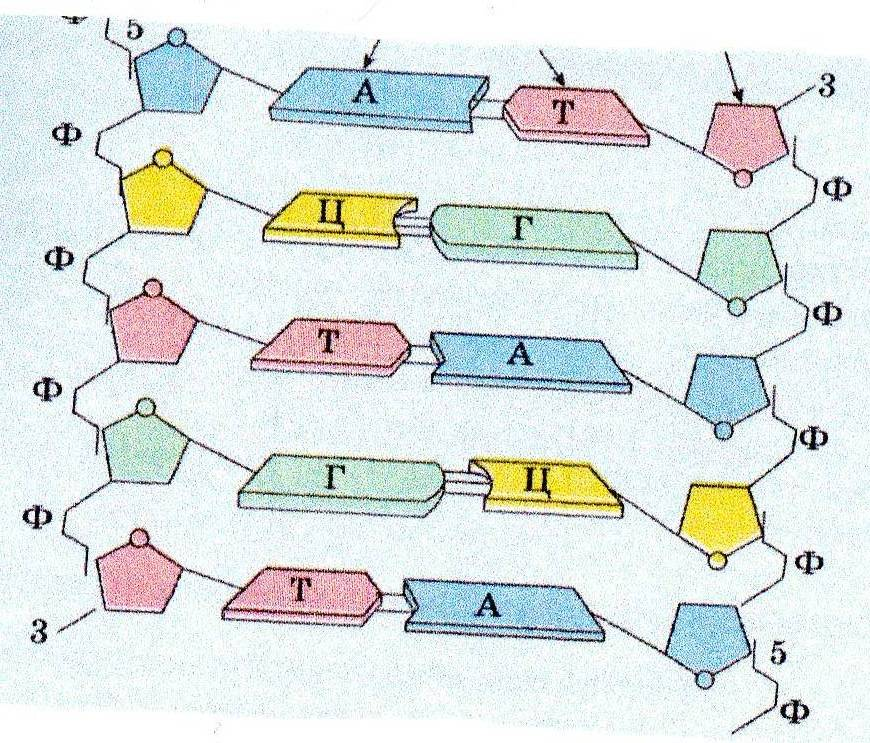 Ф 5
А Т 3
Ф Ф
Ц Г
Ф Ф
Т А
Ф Ф
Г Ц
Ф Ф
Т А
3 5
Ф